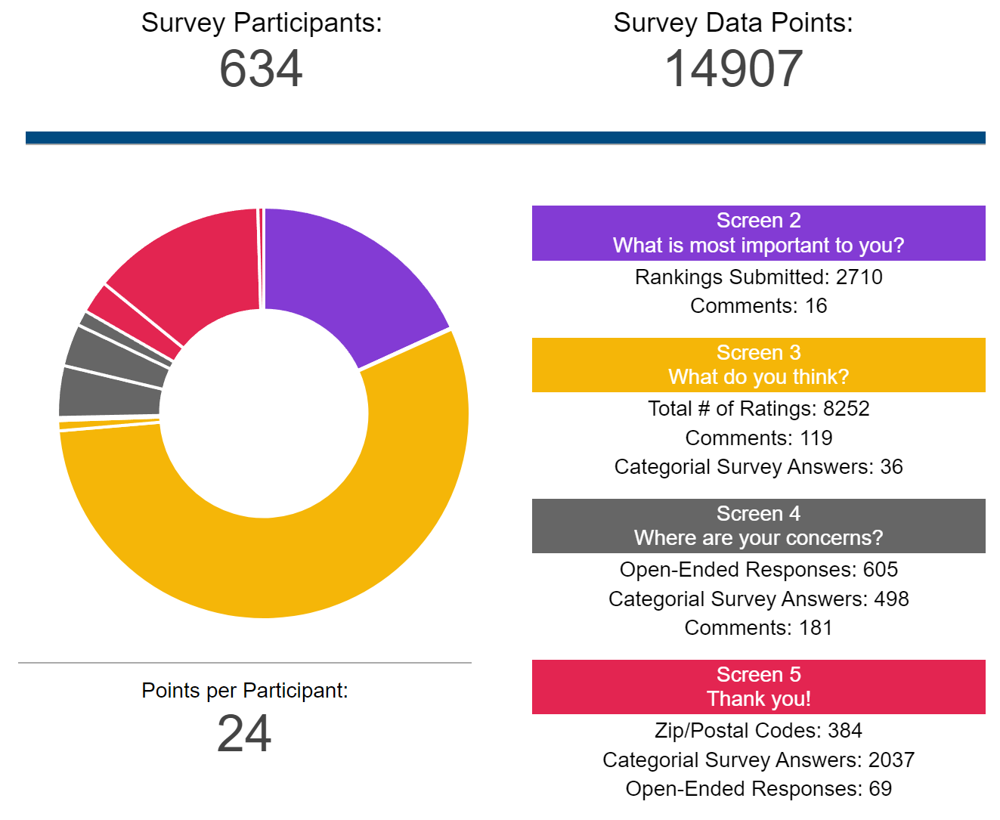 Survey Participants:
634
Survey Data Points:
14907
Points per Participant:
24
Screen 2
What is most important to you?
Rankings Submitted: 2710
Comments: 16
Screen 3
What do you think?
Total # of Ratings: 8252
Comments: 119
Categorial Survey Answers: 36
Screen 4
Where are your concerns?
Open-Ended Responses: 605
Categorial Survey Answers: 498
Comments: 181
Screen 5
Thank you!
Zip/Postal Codes: 384
Categorial Survey Answers: 2037
Open-Ended Responses: 69